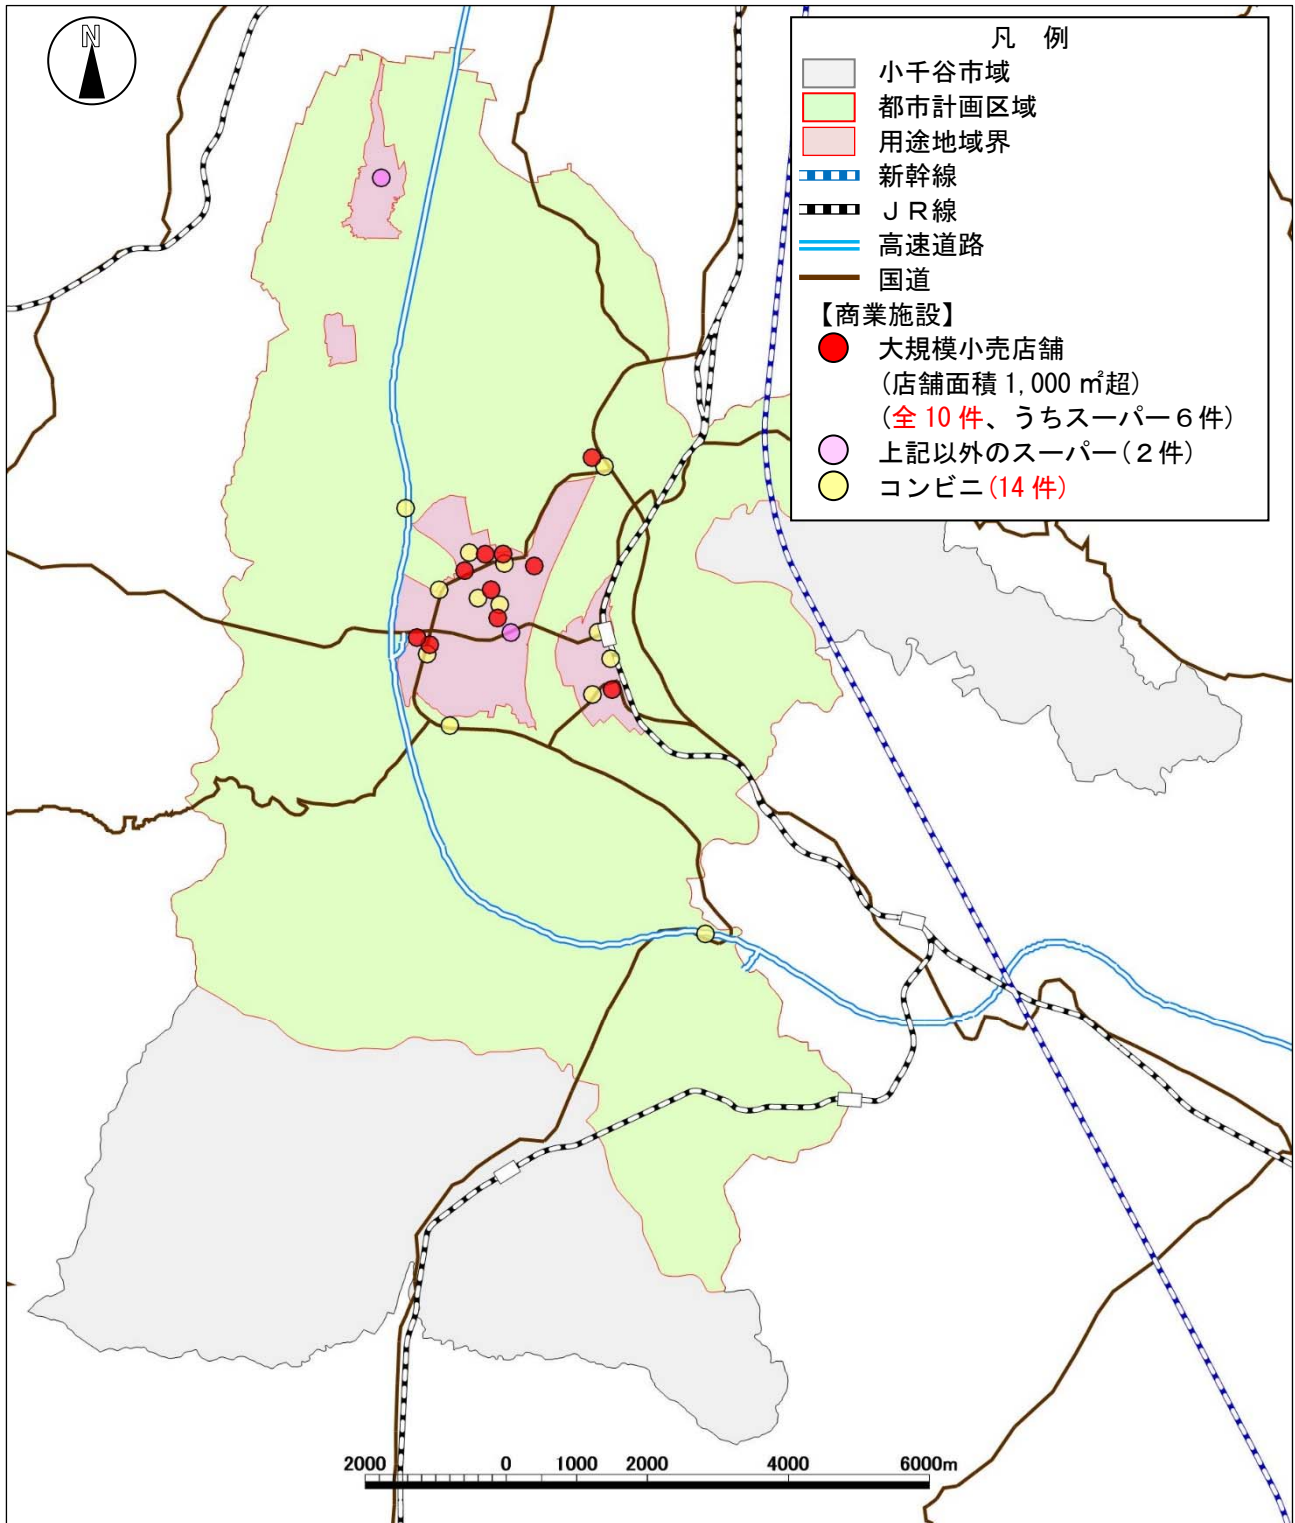 N
凡 例
小千谷市域
都市計画区域
用途地域界
新幹線
ＪＲ線
高速道路
国道
【商業施設】
大規模小売店舗
(店舗面積 1,000 ㎡超)
(全 10 件、うちスーパー６件)
上記以外のスーパー(２件)
コンビニ(14 件)
2000 0 1000 2000 4000 6000m